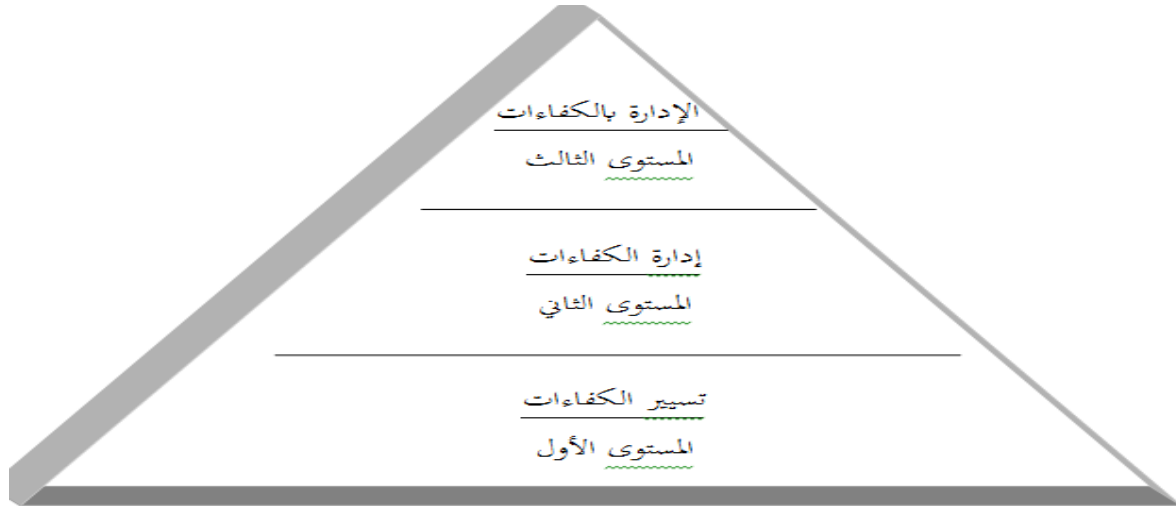 الإدارة بالكفاءات
المستوى الثالث
إدارة الكفاءات
المستوى الثاني
تسيير الكفاءات
المستوى الأول